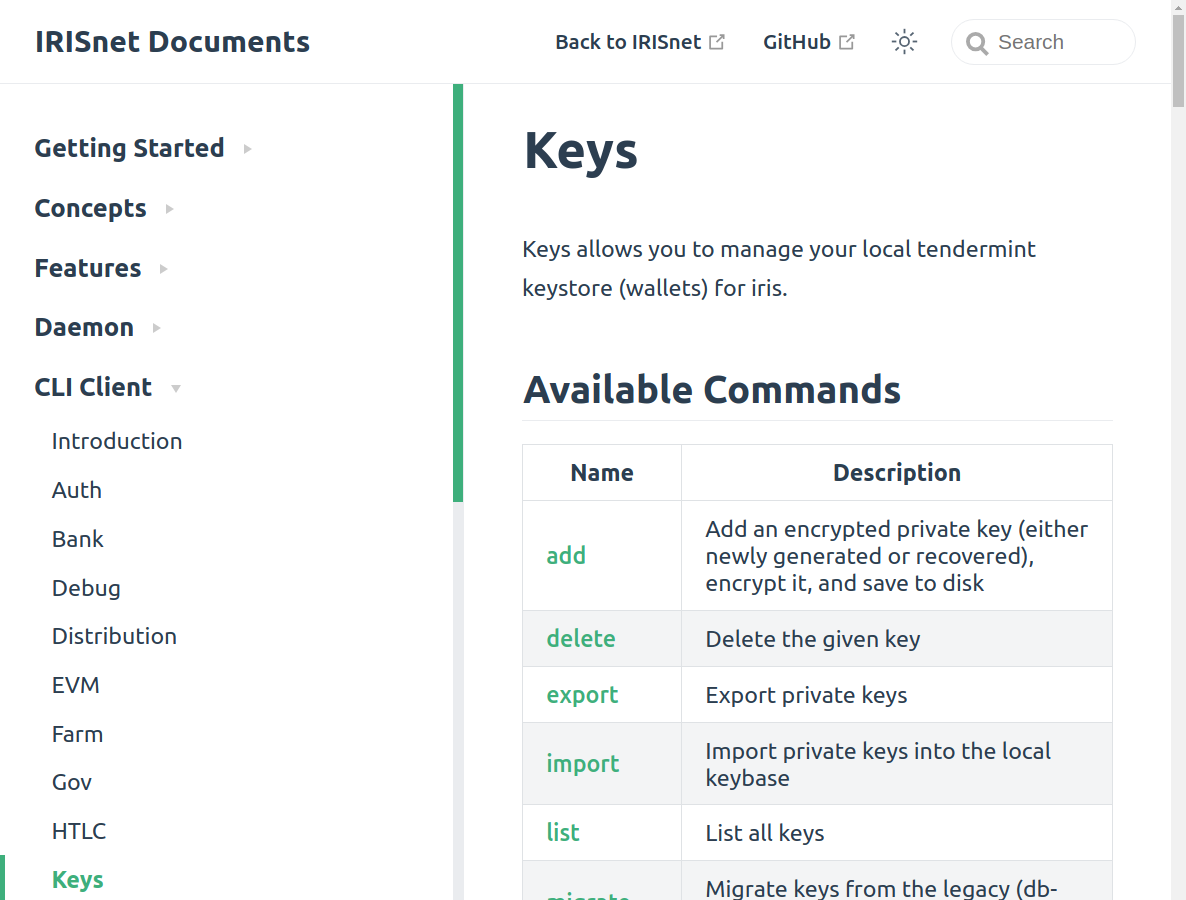 IRISnet Documents
Back to IRISnet
GitHub
Search
Getting Started
Concepts
Features
Daemon
CLI Client
Introduction
Auth
Bank
Debug
Distribution
EVM
Farm
Gov
HTLC
Keys
Keys
Keys allows you to manage your local tendermint
keystore (wallets) for iris.
Available Commands
Name Description
add Add an encrypted private key (either
newly generated or recovered),
encrypt it, and save to disk
delete Delete the given key
export Export private keys
import Import private keys into the local
keybase
list List all keys
migrate Migrate keys from the legacy (db-